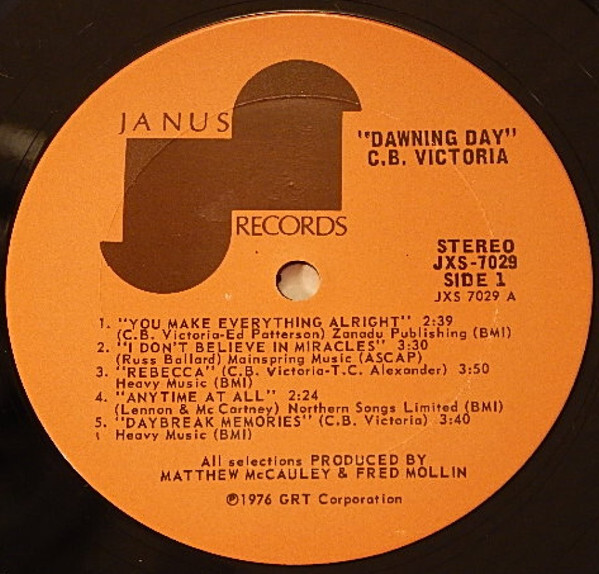 JANUS
RECORDS
"DAWNING DAY"
C.B. VICTORIA
STEREO
JXS-7029
SIDE 1
JXS 7029 A
1. "YOU MAKE EVERYTHING ALRIGHT" 2:39
(C.B. Victoria-Ed Patterson) Zanadu Publishing (BMI)
2. "I DON'T BELIEVE IN MIRACLES" 3:30
(Russ Ballard) Mainspring Music (ASCAP)
3. "REBECCA" (C.B. Victoria-T.C. Alexander) 3:50
Heavy Music (BMI)
4. "ANYTIME AT ALL" 2:24
(Lennon & McCartney) Northern Songs Limited (BMI)
5. "DAYBREAK MEMORIES" (C.B. Victoria) 3:40
Heavy Music (BMI)
All selections PRODUCED BY
MATTHEW McCAULEY & FRED MOLLIN
℗1976 GRT Corporation